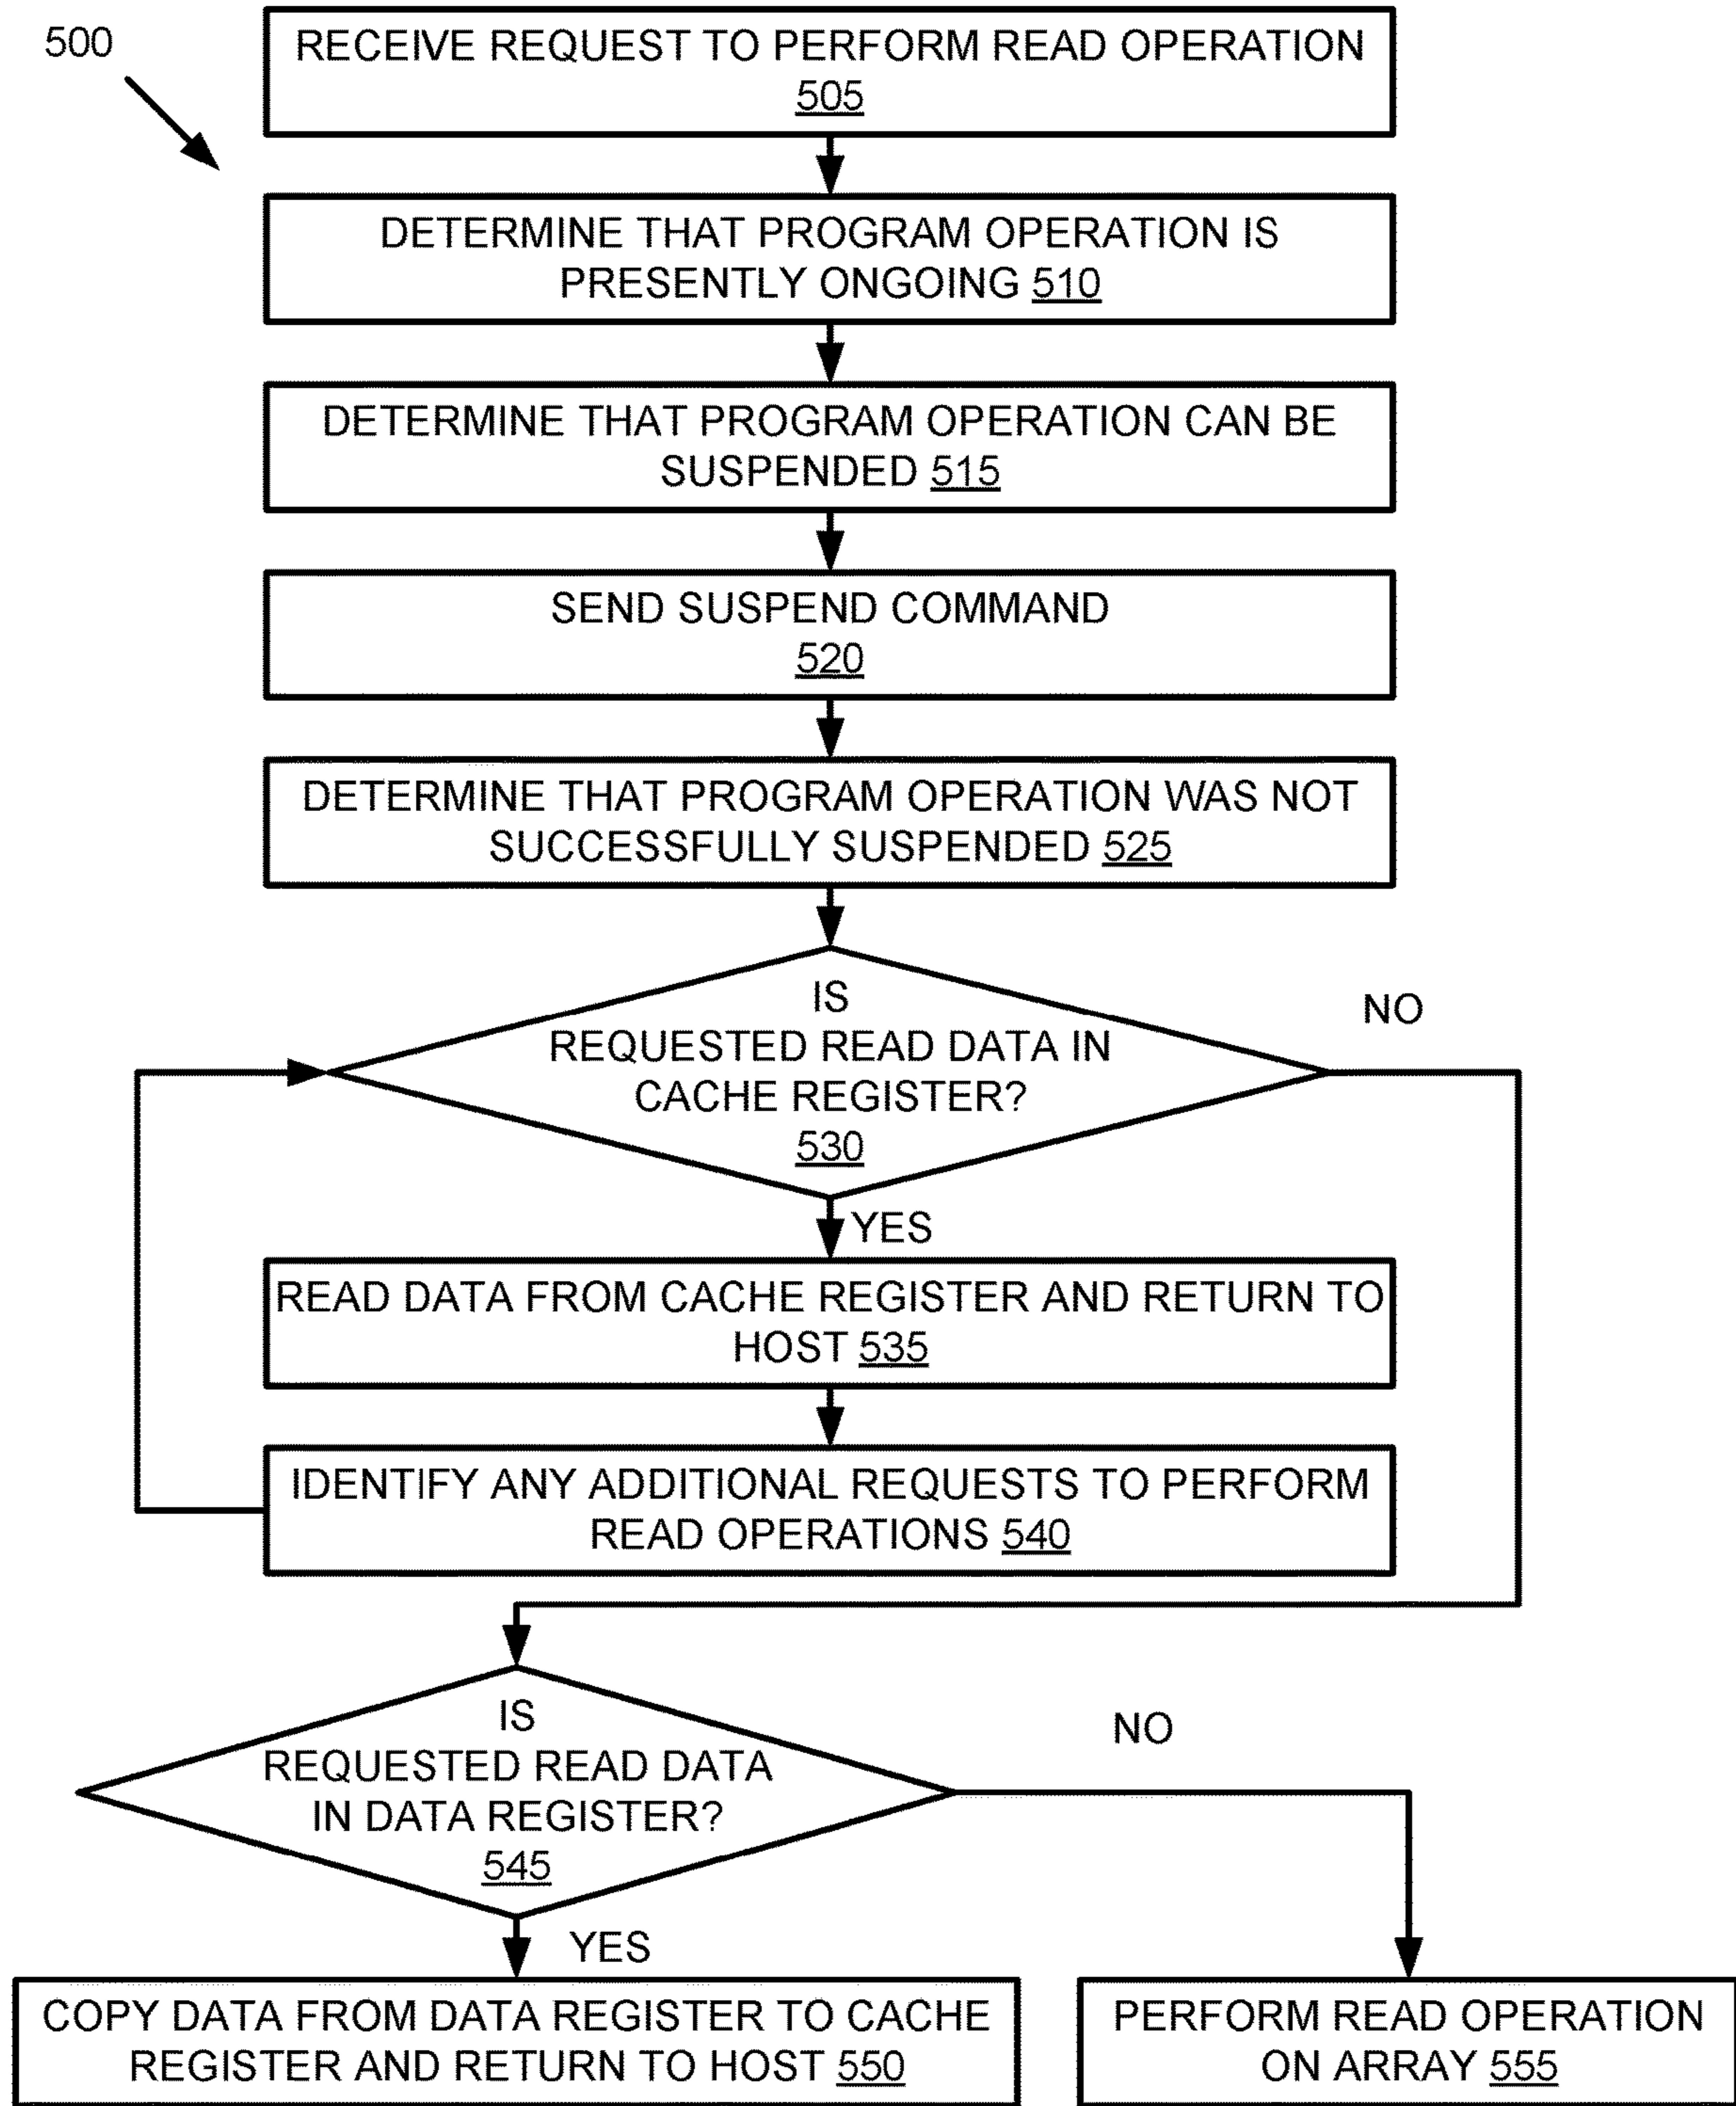 500
RECEIVE REQUEST TO PERFORM READ OPERATION
505
DETERMINE THAT PROGRAM OPERATION IS
PRESENTLY ONGOING 510
DETERMINE THAT PROGRAM OPERATION CAN BE
SUSPENDED 515
SEND SUSPEND COMMAND
520
DETERMINE THAT PROGRAM OPERATION WAS NOT
SUCCESSFULLY SUSPENDED 525
IS
REQUESTED READ DATA IN
CACHE REGISTER?
530
NO
YES
READ DATA FROM CACHE REGISTER AND RETURN TO
HOST 535
IDENTIFY ANY ADDITIONAL REQUESTS TO PERFORM
READ OPERATIONS 540
IS
REQUESTED READ DATA
IN DATA REGISTER?
545
NO
YES
COPY DATA FROM DATA REGISTER TO CACHE
REGISTER AND RETURN TO HOST 550
PERFORM READ OPERATION
ON ARRAY 555